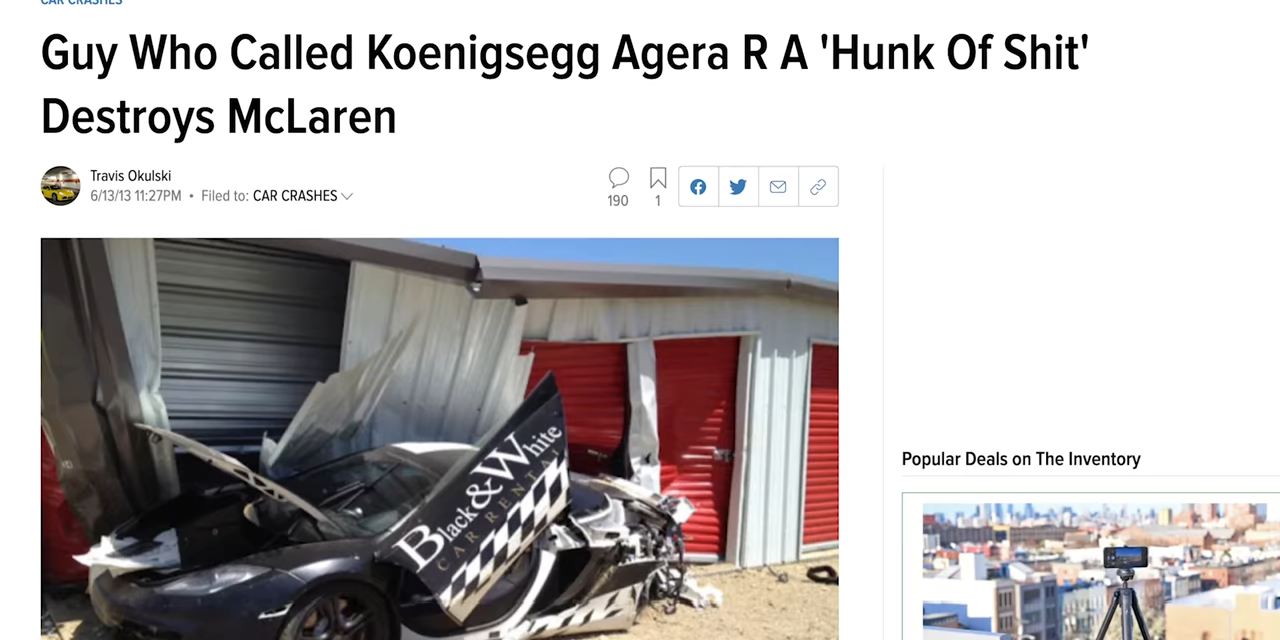 CAR CRASHES
Guy Who Called Koenigsegg Agera R A 'Hunk Of Shit'
Destroys McLaren
Travis Okulski
6/13/13 11:27PM • Filed to: CAR CRASHES
190
1
Black&White
CAR RENTAL
Popular Deals on The Inventory